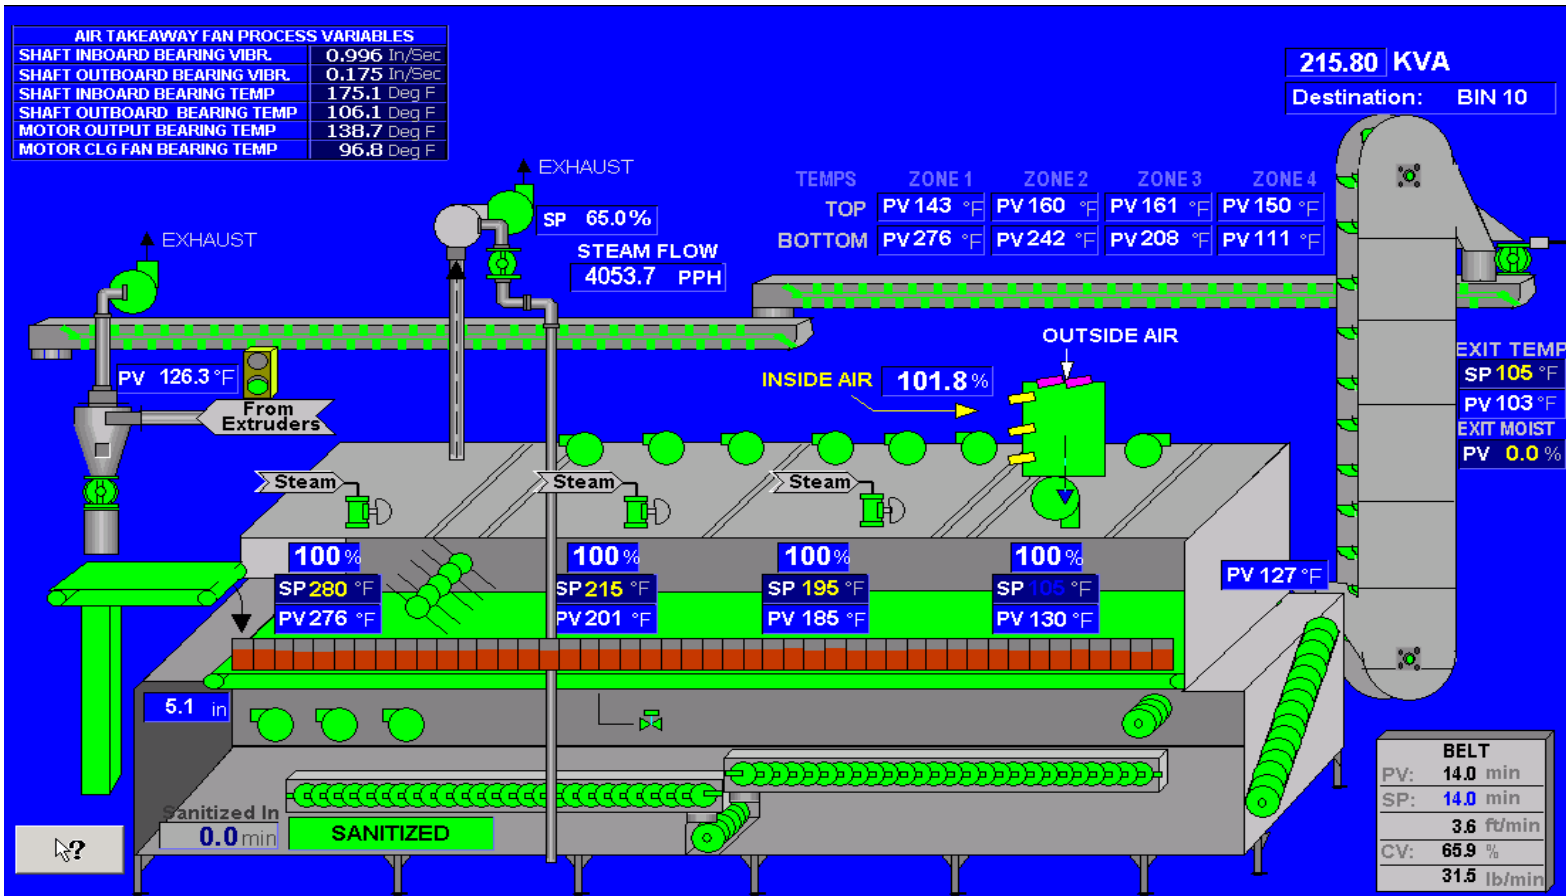 AIR TAKEAWAY FAN PROCESS VARIABLES
SHAFT INBOARD BEARING VIBR. 0.996 In/Sec
SHAFT OUTBOARD BEARING VIBR. 0.175 In/Sec
SHAFT INBOARD BEARING TEMP 175.1 Deg F
SHAFT OUTBOARD BEARING TEMP 106.1 Deg F
MOTOR OUTPUT BEARING TEMP 138.7 Deg F
MOTOR CLG FAN BEARING TEMP 96.8 Deg F
215.80 KVA
Destination: BIN 10
EXHAUST
SP 65.0%
STEAM FLOW
4053.7 PPH
EXHAUST
TEMPS ZONE 1 ZONE 2 ZONE 3 ZONE 4
TOP PV 143 °F PV 160 °F PV 161 °F PV 150 °F
BOTTOM PV 276 °F PV 242 °F PV 208 °F PV 111 °F
PV 126.3 °F
From
Extruders
OUTSIDE AIR
INSIDE AIR 101.8 %
EXIT TEMP
SP 105 °F
PV 103 °F
EXIT MOIST
PV 0.0 %
Steam Steam Steam
100 % 100 % 100 % 100 %
SP 280 °F SP 215 °F SP 195 °F SP 105 °F
PV 276 °F PV 201 °F PV 185 °F PV 130 °F
PV 127 °F
5.1 in
Sanitized In
0.0 min
SANITIZED
?
BELT
PV: 14.0 min
SP: 14.0 min
3.6 ft/min
CV: 65.9 %
31.5 lb/min